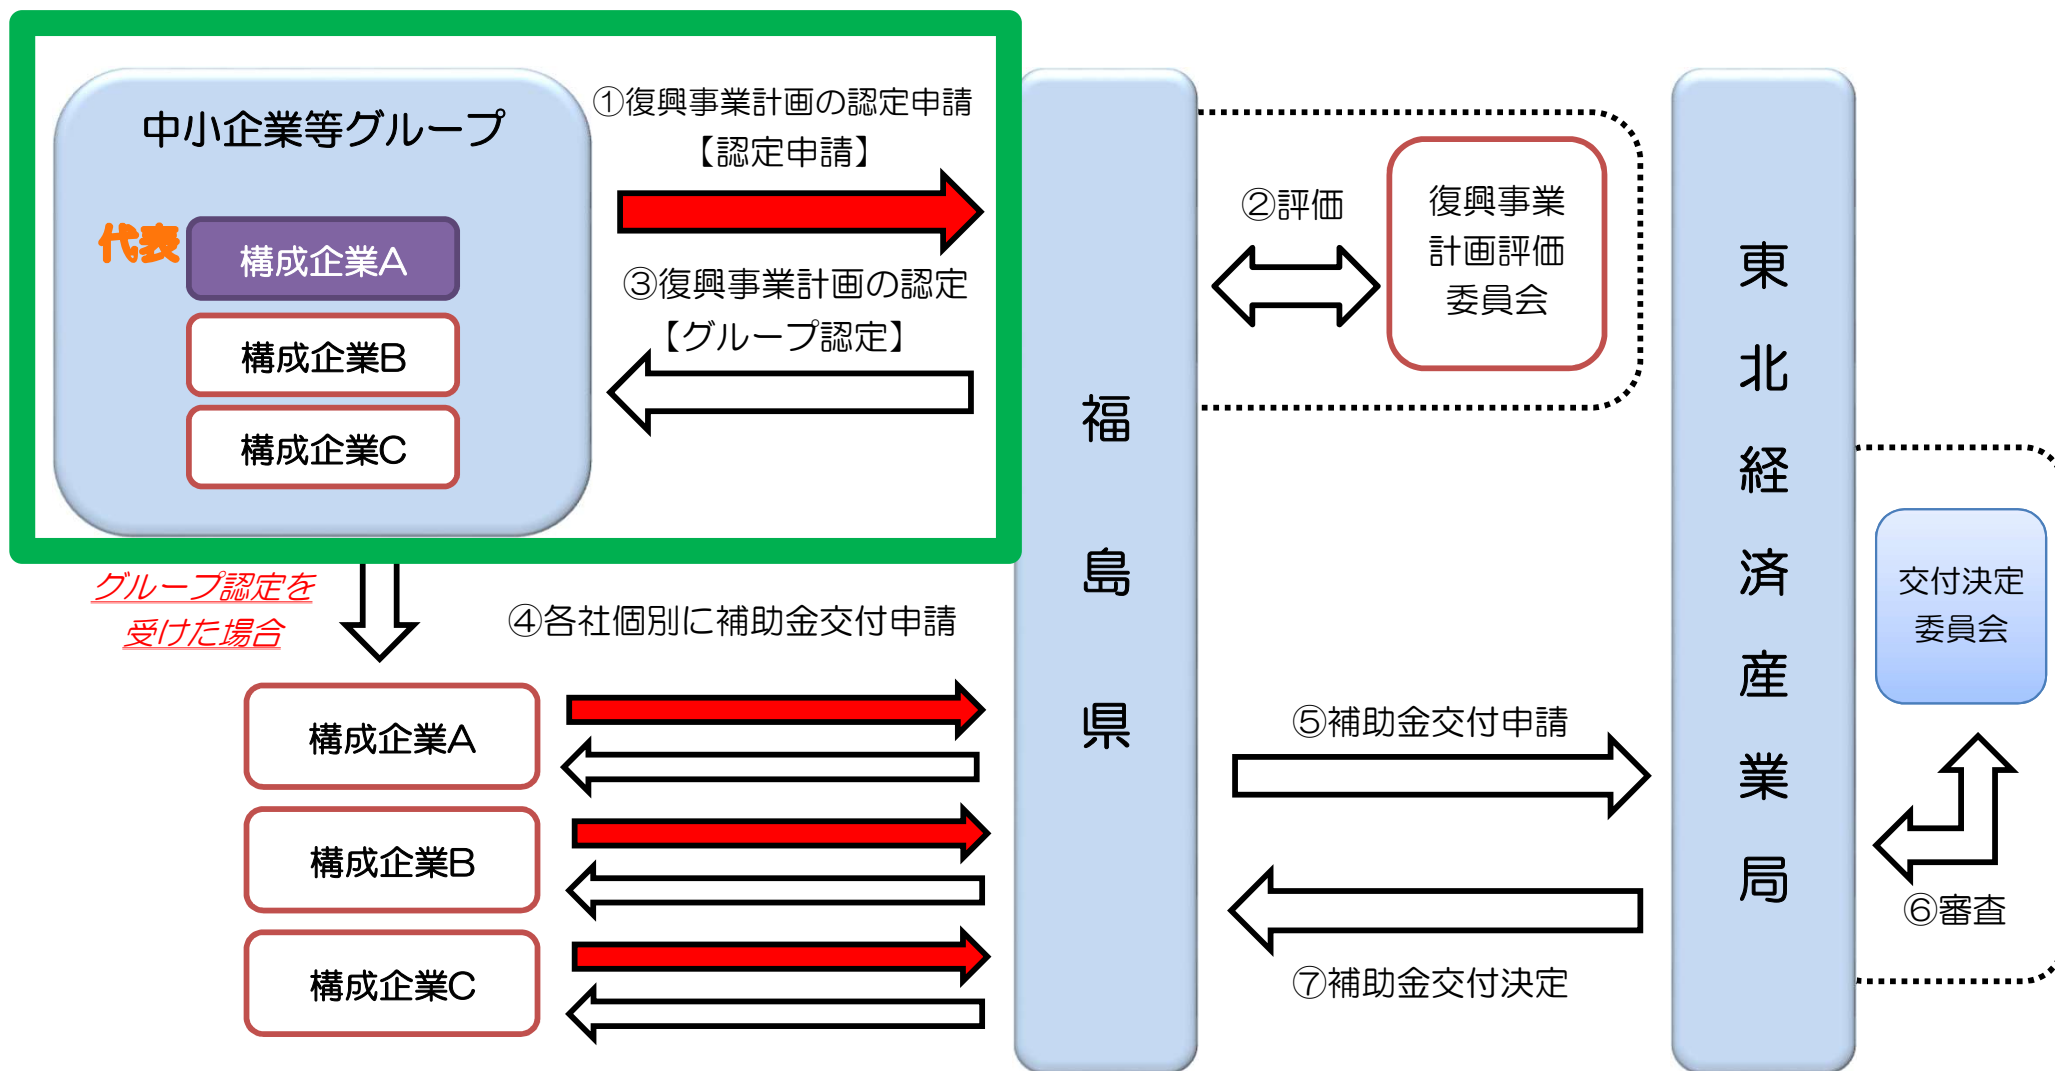 中小企業等グループ
代表
構成企業A
構成企業B
構成企業C
①復興事業計画の認定申請
【認定申請】
③復興事業計画の認定
【グループ認定】
②評価
復興事業
計画評価
委員会
福島県
東北経済産業局
交付決定
委員会
⑥審査
グループ認定を
受けた場合
④各社個別に補助金交付申請
構成企業A
構成企業B
構成企業C
⑤補助金交付申請
⑦補助金交付決定